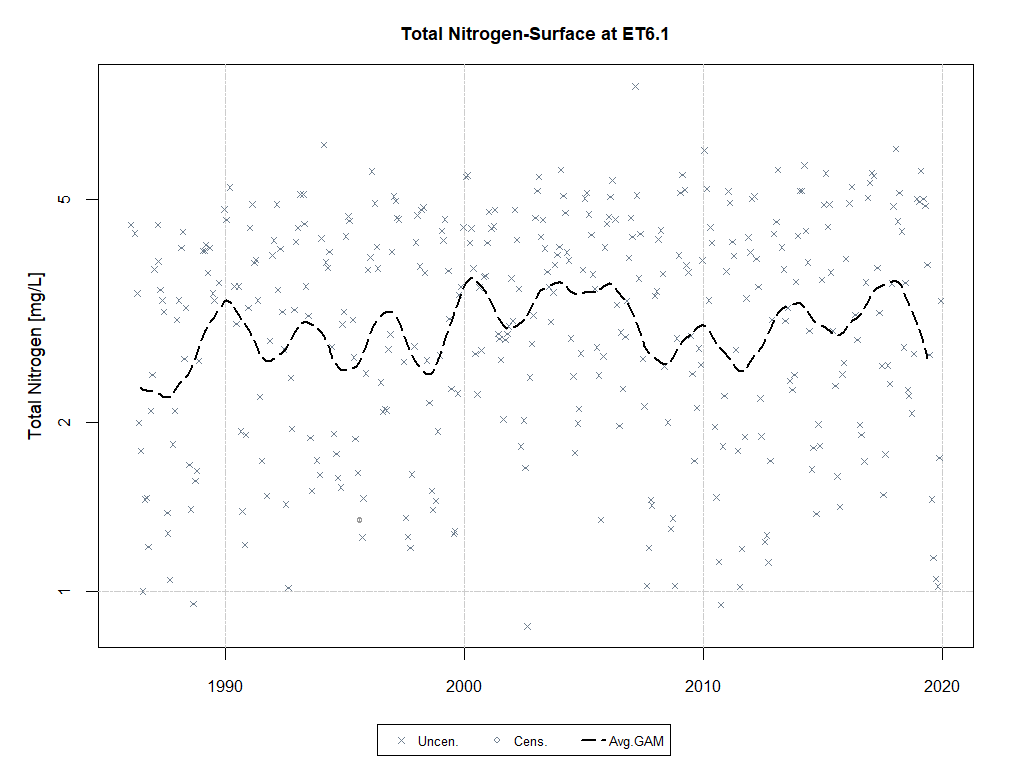 Total Nitrogen-Surface at ET6.1
Total Nitrogen [mg/L]
5
2
1
1990 2000 2010 2020
Uncen. Cens. Avg.GAM